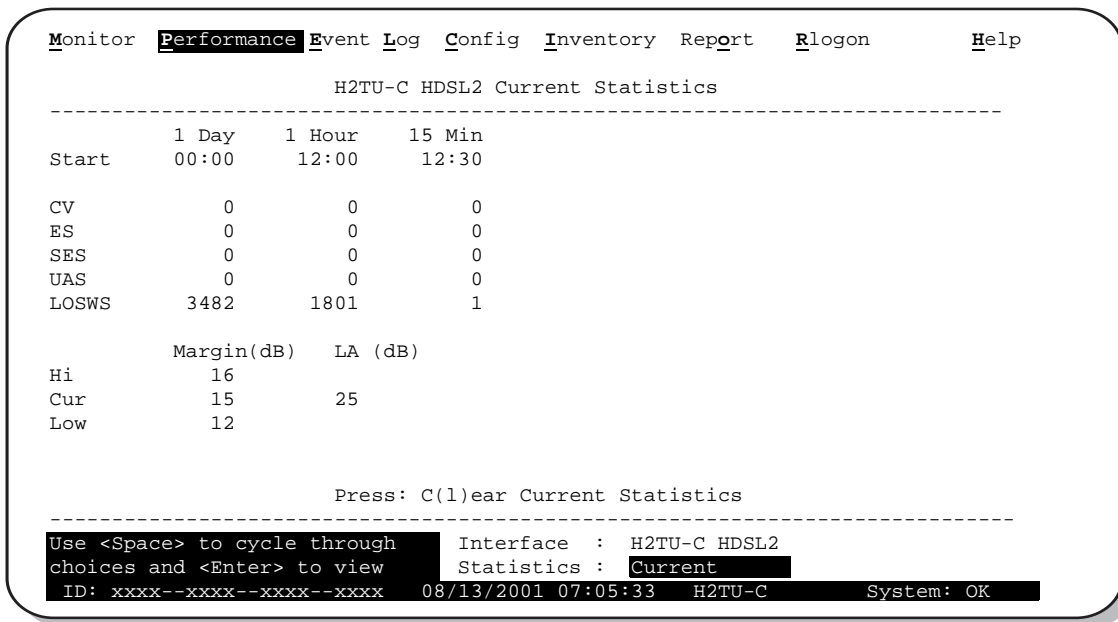 Monitor Performance Event Log Config Inventory Report Rlogon Help
H2TU-C HDSL2 Current Statistics
--------------------------------------------------------------------------------
1 Day 1 Hour 15 Min
Start 00:00 12:00 12:30
CV 0 0 0
ES 0 0 0
SES 0 0 0
UAS 0 0 0
LOSWS 3482 1801 1
Margin(dB) LA (dB)
Hi 16
Cur 15 25
Low 12
Press: C(l)ear Current Statistics
---------------------------------------------------------------------------------
Use <Space> to cycle through Interface : H2TU-C HDSL2
choices and <Enter> to view Statistics : Current
ID: xxxx--xxxx--xxxx--xxxx 08/13/2001 07:05:33 H2TU-C System: OK